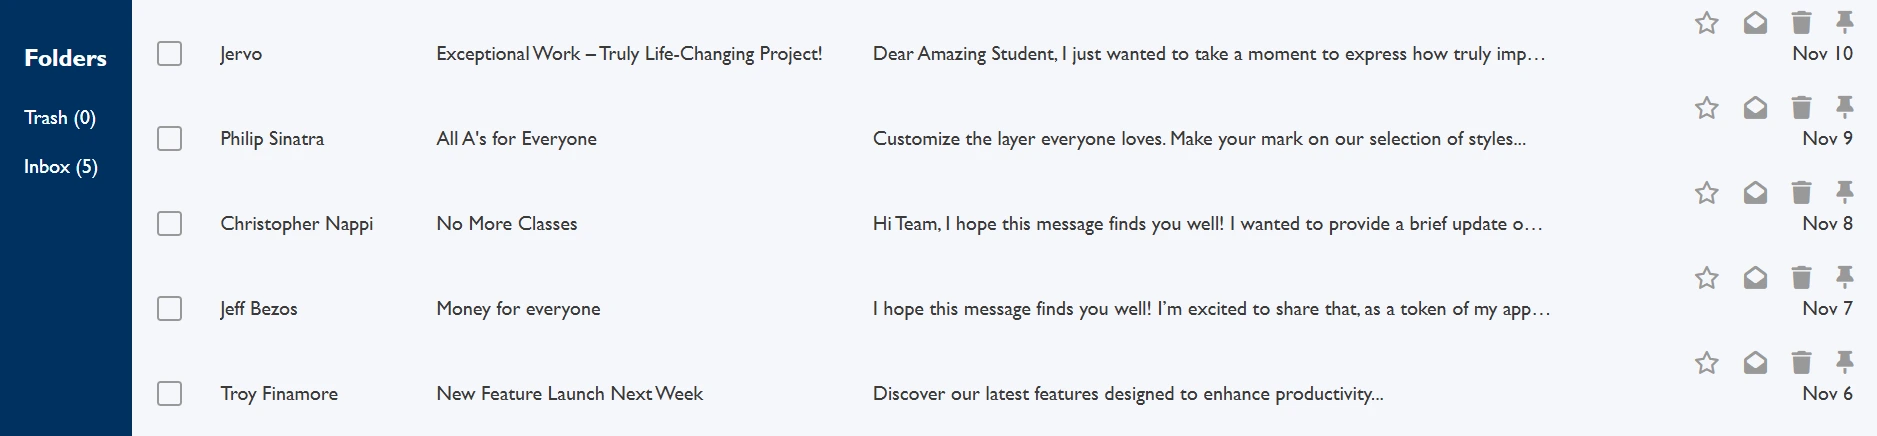 Folders
Trash (0)
Inbox (5)
Jervo Exceptional Work – Truly Life-Changing Project! Dear Amazing Student, I just wanted to take a moment to express how truly imp… Nov 10
Philip Sinatra All A's for Everyone Customize the layer everyone loves. Make your mark on our selection of styles... Nov 9
Christopher Nappi No More Classes Hi Team, I hope this message finds you well! I wanted to provide a brief update o… Nov 8
Jeff Bezos Money for everyone I hope this message finds you well! I’m excited to share that, as a token of my app… Nov 7
Troy Finamore New Feature Launch Next Week Discover our latest features designed to enhance productivity... Nov 6